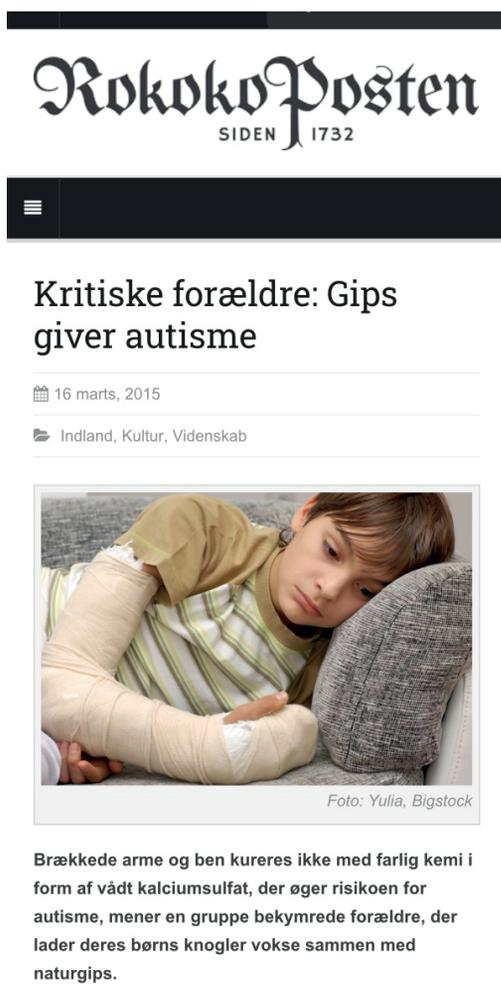 RokokoPosten
SIDEN 1732
Kritiske forældre: Gips
giver autisme
16 marts, 2015
Indland, Kultur, Videnskab
Foto: Yulia, Bigstock
Brækkede arme og ben kureres ikke med farlig kemi i
form af vådt kalciumsulfat, der øger risikoen for
autisme, mener en gruppe bekymrede forældre, der
lader deres børns knogler vokse sammen med
naturgips.